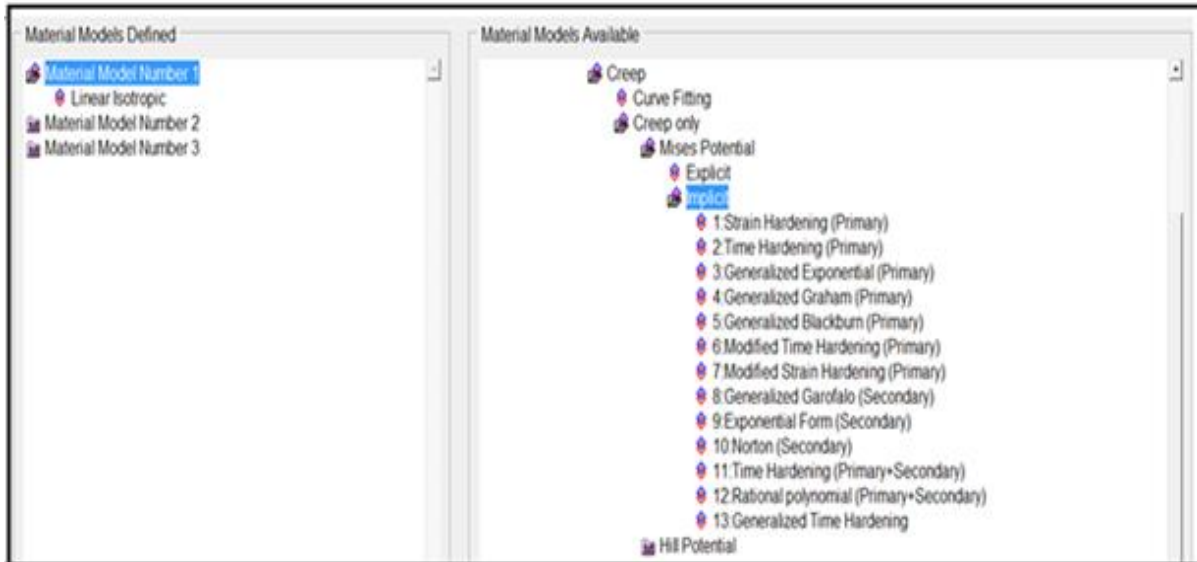 Material Models Defined
Material Model Number 1
Linear Isotropic
Material Model Number 2
Material Model Number 3
Material Models Available
Creep
Curve Fitting
Creep only
Mises Potential
Explicit
Implicit
1:Strain Hardening (Primary)
2:Time Hardening (Primary)
3:Generalized Exponential (Primary)
4:Generalized Graham (Primary)
5:Generalized Blackburn (Primary)
6:Modified Time Hardening (Primary)
7:Modified Strain Hardening (Primary)
8:Generalized Garofalo (Secondary)
9:Exponential Form (Secondary)
10:Norton (Secondary)
11:Time Hardening (Primary+Secondary)
12:Rational polynomial (Primary+Secondary)
13:Generalized Time Hardening
Hill Potential